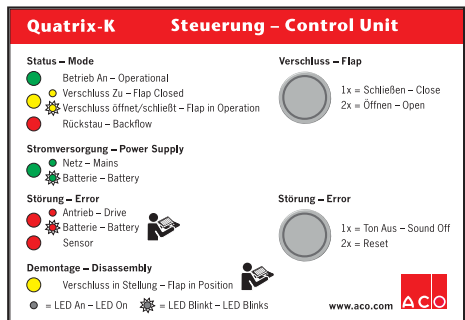 Quatrix-K Steuerung – Control Unit
Status – Mode
Betrieb An – Operational
Verschluss Zu – Flap Closed
Verschluss öffnet/schließt – Flap in Operation
Rückstau – Backflow
Verschluss – Flap
1x = Schließen – Close
2x = Öffnen – Open
Stromversorgung – Power Supply
Netz – Mains
Batterie – Battery
Störung – Error
Antrieb – Drive
Batterie – Battery
Sensor
Störung – Error
1x = Ton Aus – Sound Off
2x = Reset
Demontage – Disassembly
Verschluss in Stellung – Flap in Position
= LED An – LED On = LED Blinkt – LED Blinks
www.aco.com
ACO